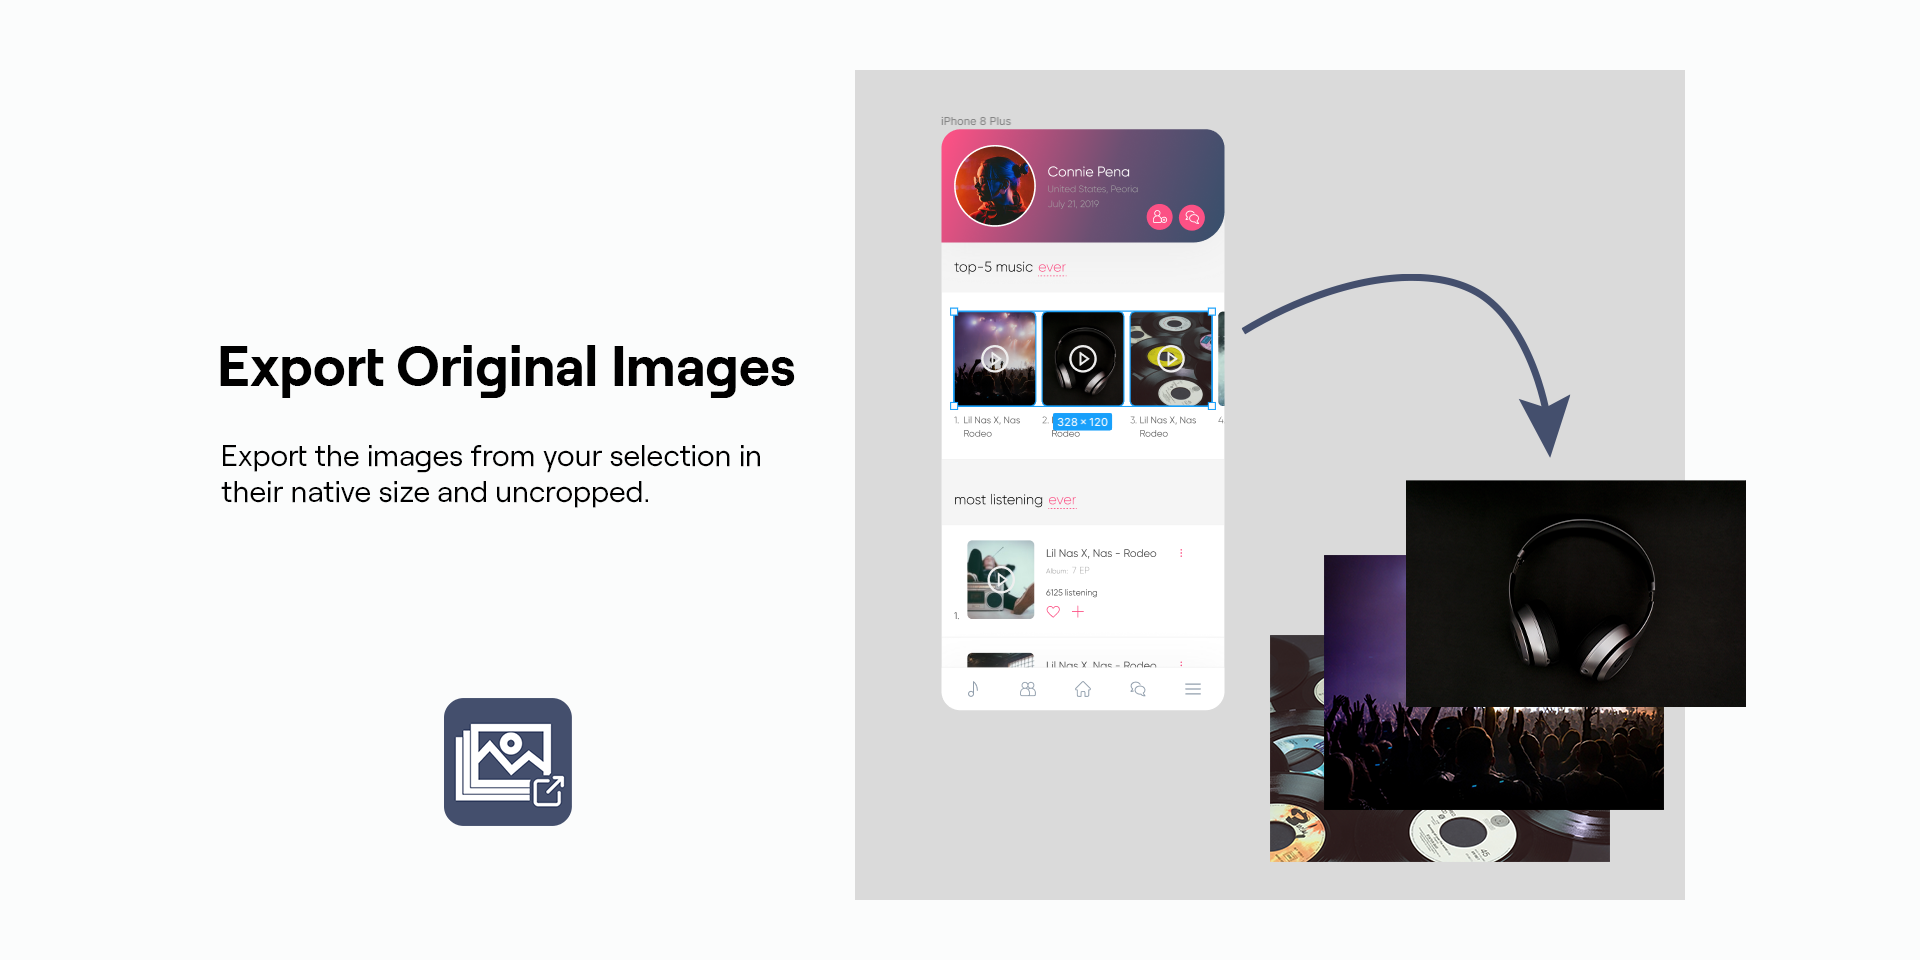 Export Original Images
Export the images from your selection in
their native size and uncropped.
iPhone 8 Plus
Connie Pena
United States, Peoria
July 21, 2019
top-5 music ever
1. Lil Nas X, Nas
Rodeo
2.
Rodeo
328 × 120
3. Lil Nas X, Nas
Rodeo
4.
most listening ever
1.
Lil Nas X, Nas - Rodeo
Album: 7 EP
6125 listening
Lil Nas X, Nas - Rodeo
45